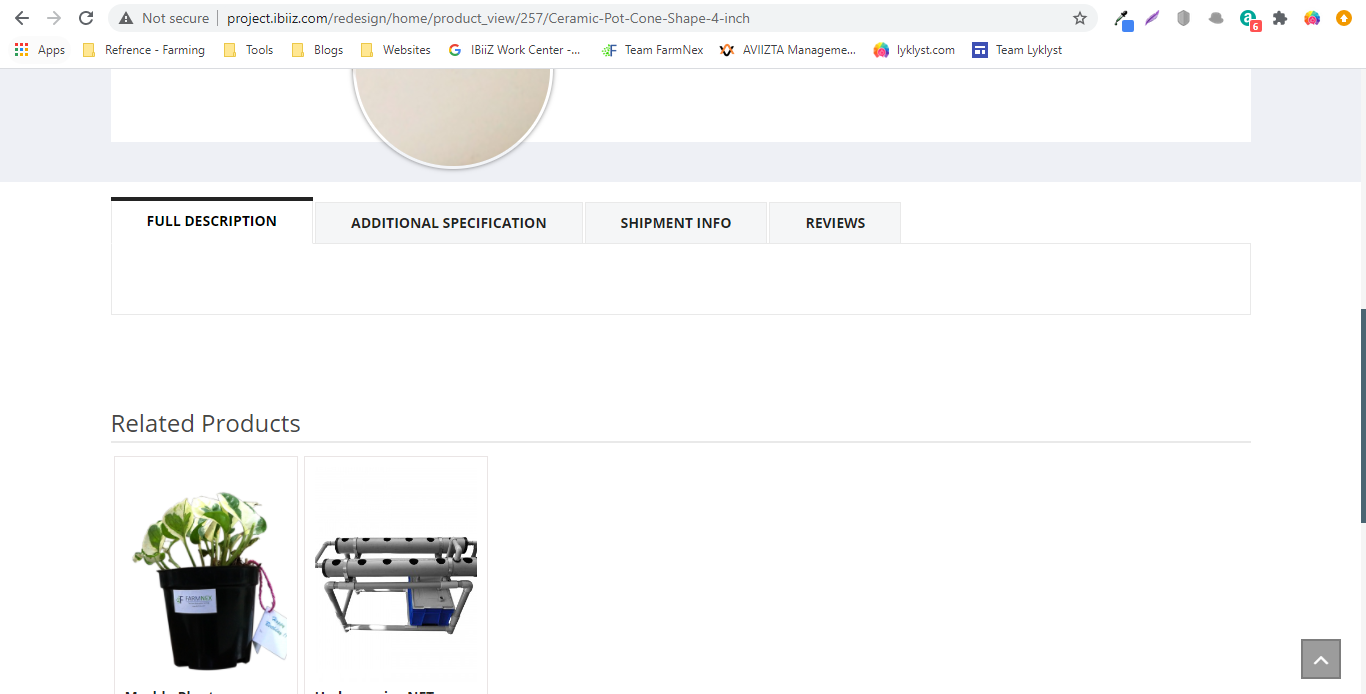 Not secure | project.ibiiz.com/redesign/home/product_view/257/Ceramic-Pot-Cone-Shape-4-inch
6
Apps Refrence - Farming Tools Blogs Websites IBiiZ Work Center -... Team FarmNex AVIIZTA Manageme... lyklyst.com Team Lyklyst
FULL DESCRIPTION ADDITIONAL SPECIFICATION SHIPMENT INFO REVIEWS
Related Products
FARMNEX